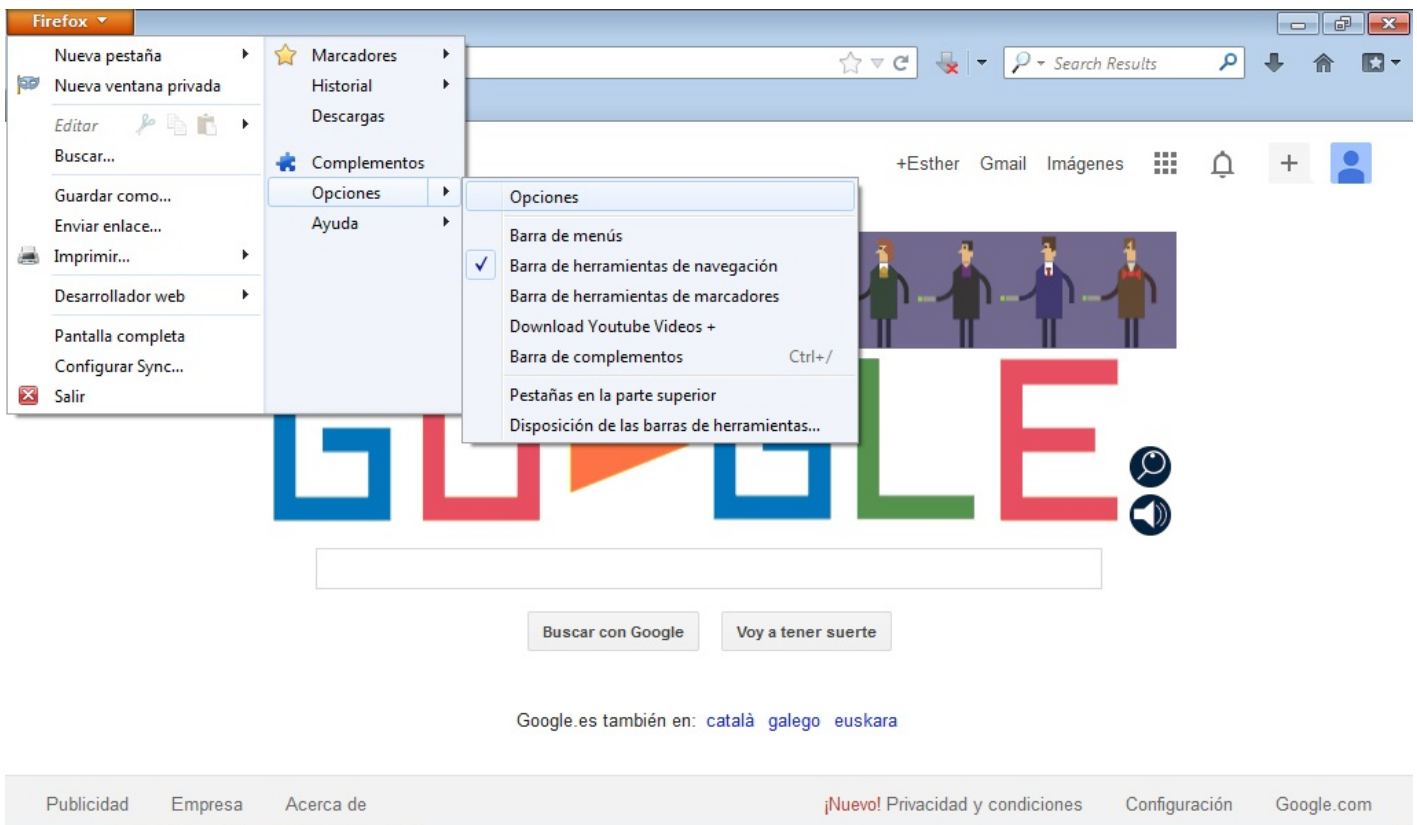 Firefox
Nueva pestaña
Nueva ventana privada
Editar
Buscar...
Guardar como...
Enviar enlace...
Imprimir...
Desarrollador web
Pantalla completa
Configurar Sync...
Salir
Marcadores
Historial
Descargas
Complementos
Opciones
Ayuda
Opciones
Barra de menús
Barra de herramientas de navegación
Barra de herramientas de marcadores
Download Youtube Videos +
Barra de complementos Ctrl+/
Pestañas en la parte superior
Disposición de las barras de herramientas...
Search Results
+Esther Gmail Imágenes
GOOGLE
Buscar con Google Voy a tener suerte
Google.es también en: català galego euskara
Publicidad Empresa Acerca de ¡Nuevo! Privacidad y condiciones Configuración Google.com